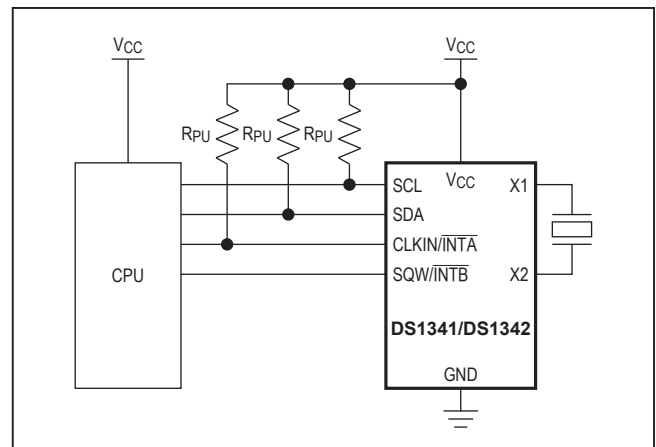 VCC
VCC
RPU
RPU
RPU
SCL
VCC
X1
SDA
CLKIN/INTA
CPU
SQW/INTB
X2
DS1341/DS1342
GND